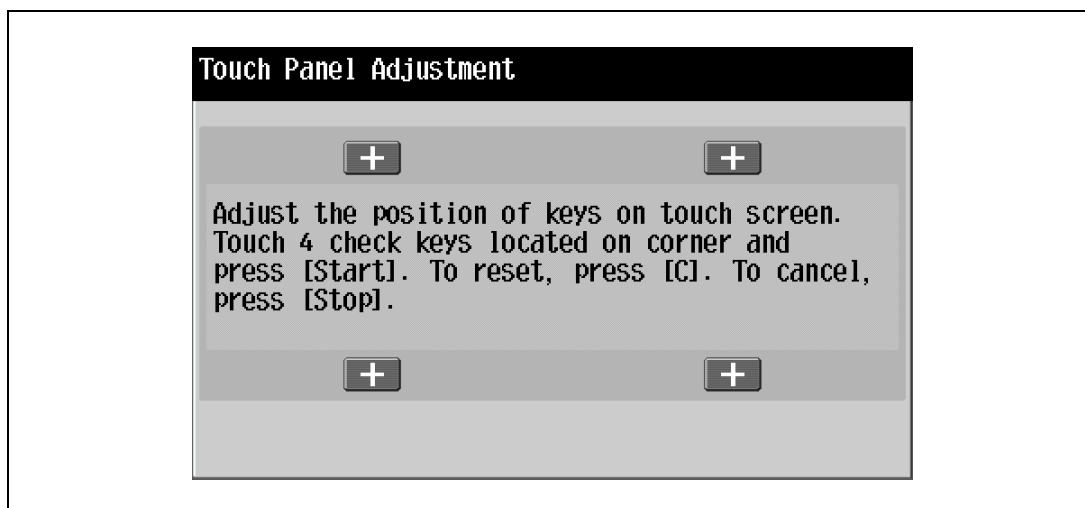 Touch Panel Adjustment
+ +
Adjust the position of keys on touch screen.
Touch 4 check keys located on corner and
press [Start]. To reset, press [C]. To cancel,
press [Stop].
+ +